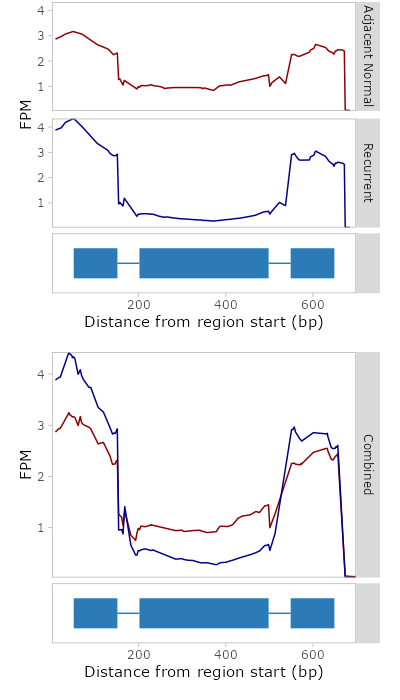 4
3
2
1
Adjacent Normal
FPM
4
3
2
1
Recurrent
200 400 600
Distance from region start (bp)
4
3
2
1
FPM
Combined
200 400 600
Distance from region start (bp)